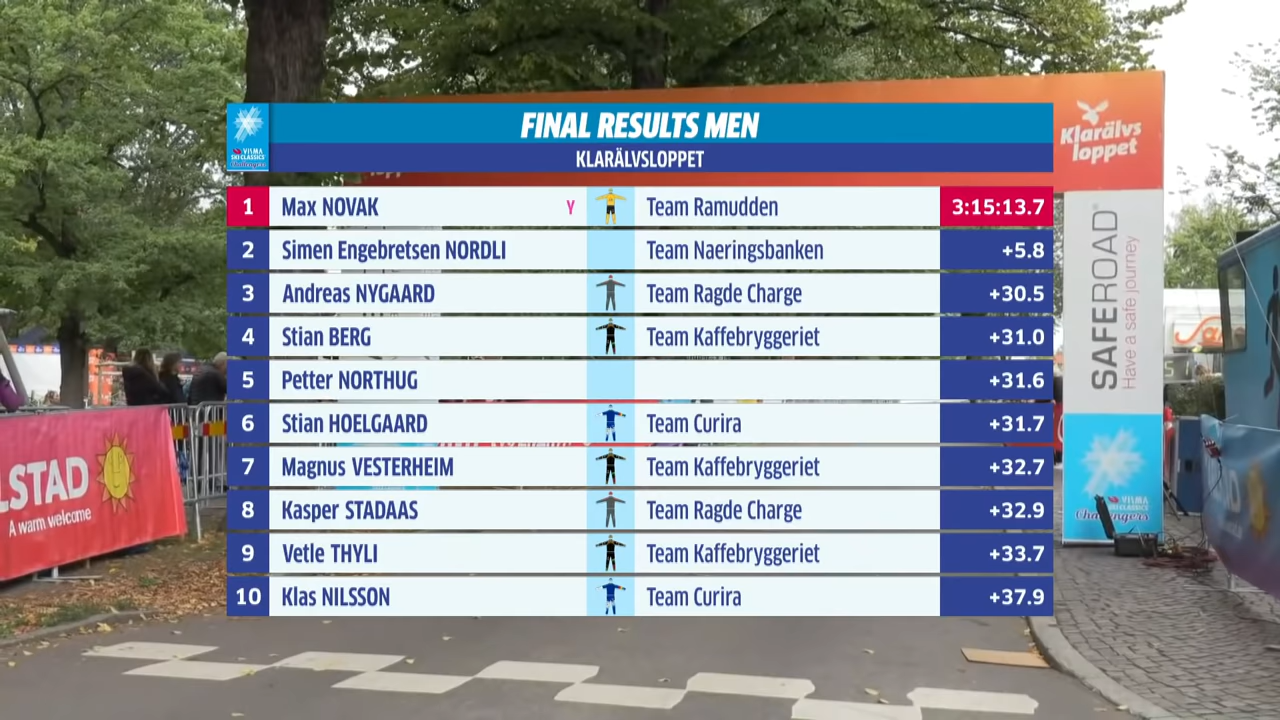 FINAL RESULTS MEN
KLARÄLVSLOPPET
VISMA
SKI CLASSICS
Challengers
1 Max NOVAK Y Team Ramudden 3:15:13.7
2 Simen Engebretsen NORDLI Team Naeringsbanken +5.8
3 Andreas NYGAARD Team Ragde Charge +30.5
4 Stian BERG Team Kaffebryggeriet +31.0
5 Petter NORTHUG +31.6
6 Stian HOELGAARD Team Curira +31.7
7 Magnus VESTERHEIM Team Kaffebryggeriet +32.7
8 Kasper STADAAS Team Ragde Charge +32.9
9 Vetle THYLI Team Kaffebryggeriet +33.7
10 Klas NILSSON Team Curira +37.9
Klarälvs
loppet
SAFEROAD
Have a safe journey
VISMA
SKI CLASSICS
Challengers
LSTAD
A warm welcome